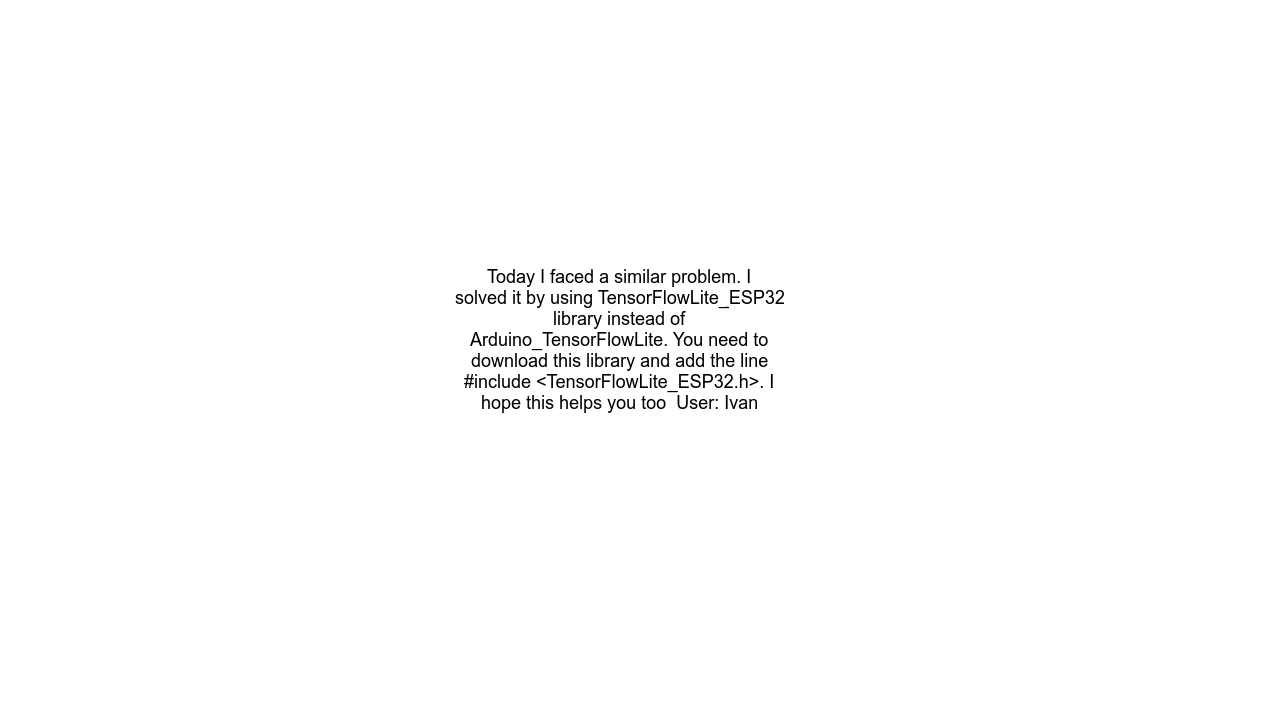 Today I faced a similar problem. I
solved it by using TensorFlowLite_ESP32
library instead of
Arduino_TensorFlowLite. You need to
download this library and add the line
#include <TensorFlowLite_ESP32.h>. I
hope this helps you too  User: Ivan